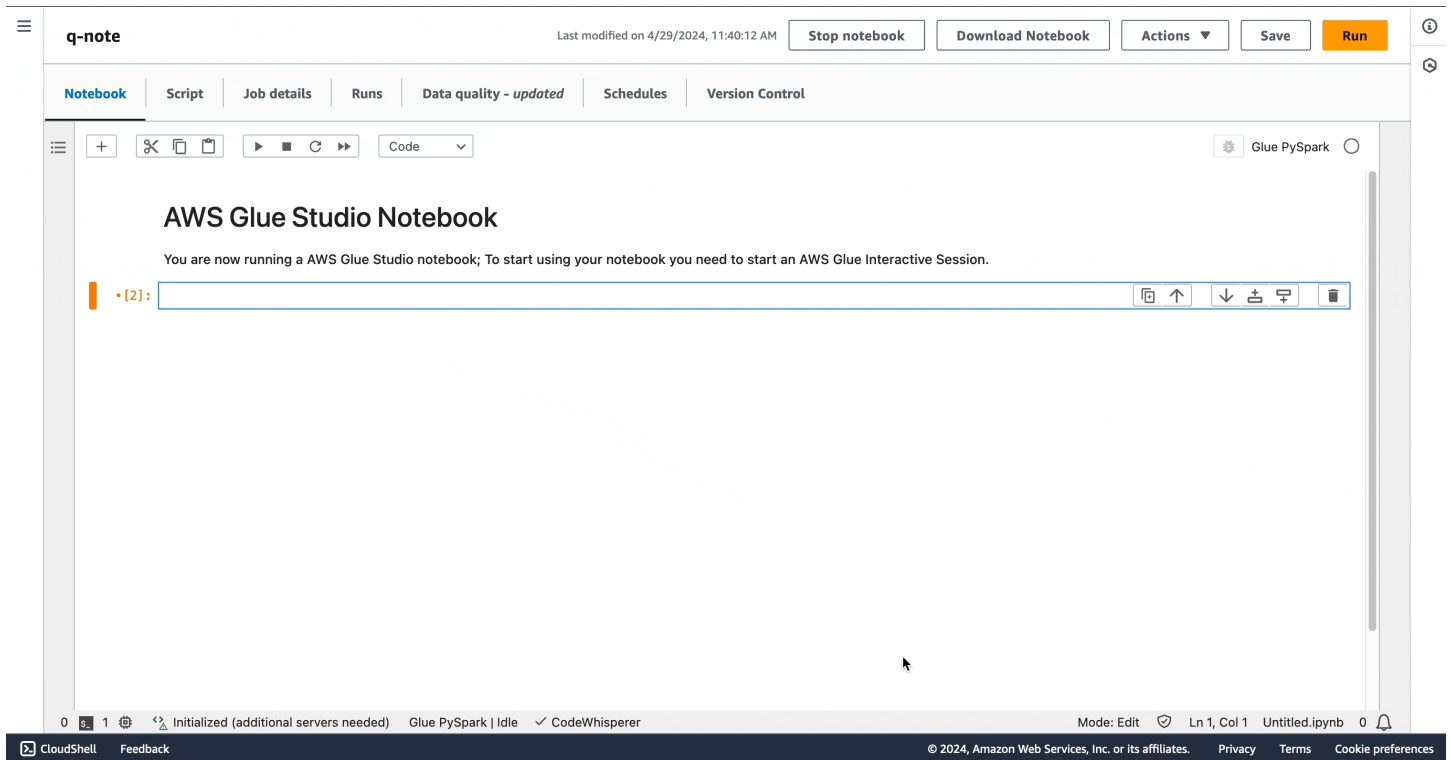 q-note
Last modified on 4/29/2024, 11:40:12 AM
Stop notebook
Download Notebook
Actions ▼
Save
Run
Notebook
Script
Job details
Runs
Data quality - updated
Schedules
Version Control
Code
Glue PySpark
AWS Glue Studio Notebook
You are now running a AWS Glue Studio notebook; To start using your notebook you need to start an AWS Glue Interactive Session.
•[2]:
0 $_ 1 Initialized (additional servers needed) Glue PySpark | Idle ✓ CodeWhisperer Mode: Edit Ln 1, Col 1 Untitled.ipynb 0
CloudShell Feedback © 2024, Amazon Web Services, Inc. or its affiliates. Privacy Terms Cookie preferences